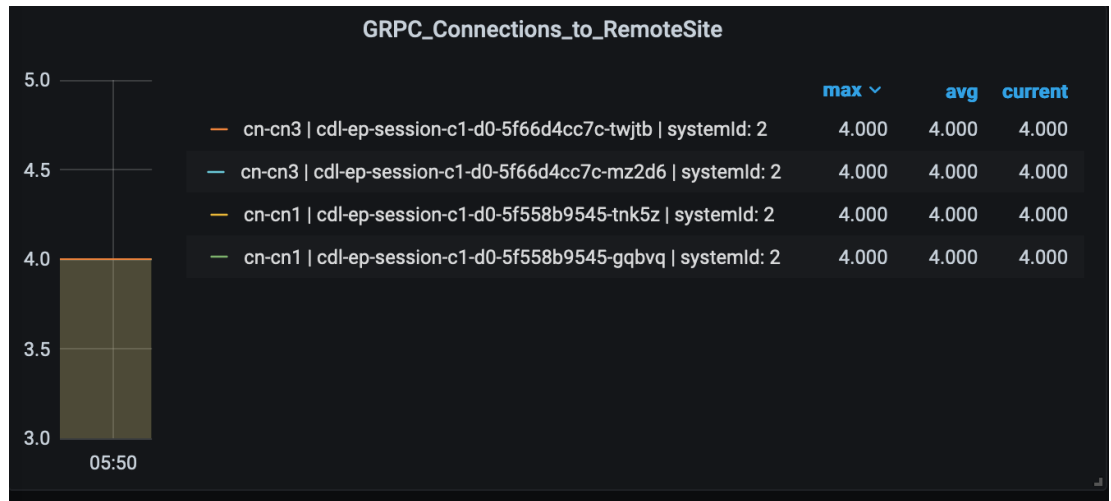 GRPC_Connections_to_RemoteSite
5.0
4.5
4.0
3.5
3.0
05:50
max avg current
cn-cn3 | cdl-ep-session-c1-d0-5f66d4cc7c-twjtb | systemId: 2 4.000 4.000 4.000
cn-cn3 | cdl-ep-session-c1-d0-5f66d4cc7c-mz2d6 | systemId: 2 4.000 4.000 4.000
cn-cn1 | cdl-ep-session-c1-d0-5f558b9545-tnk5z | systemId: 2 4.000 4.000 4.000
cn-cn1 | cdl-ep-session-c1-d0-5f558b9545-gqbvq | systemId: 2 4.000 4.000 4.000